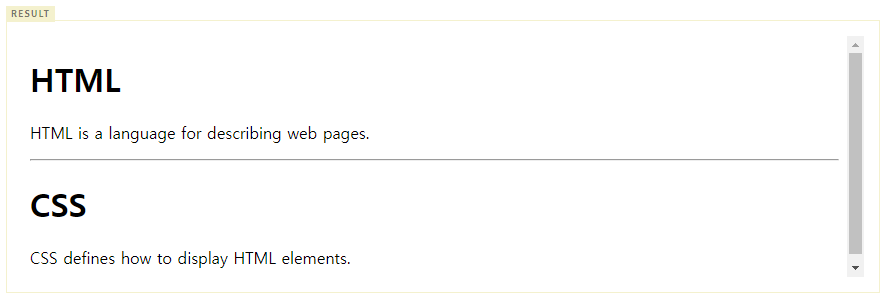 RESULT
HTML
HTML is a language for describing web pages.
CSS
CSS defines how to display HTML elements.